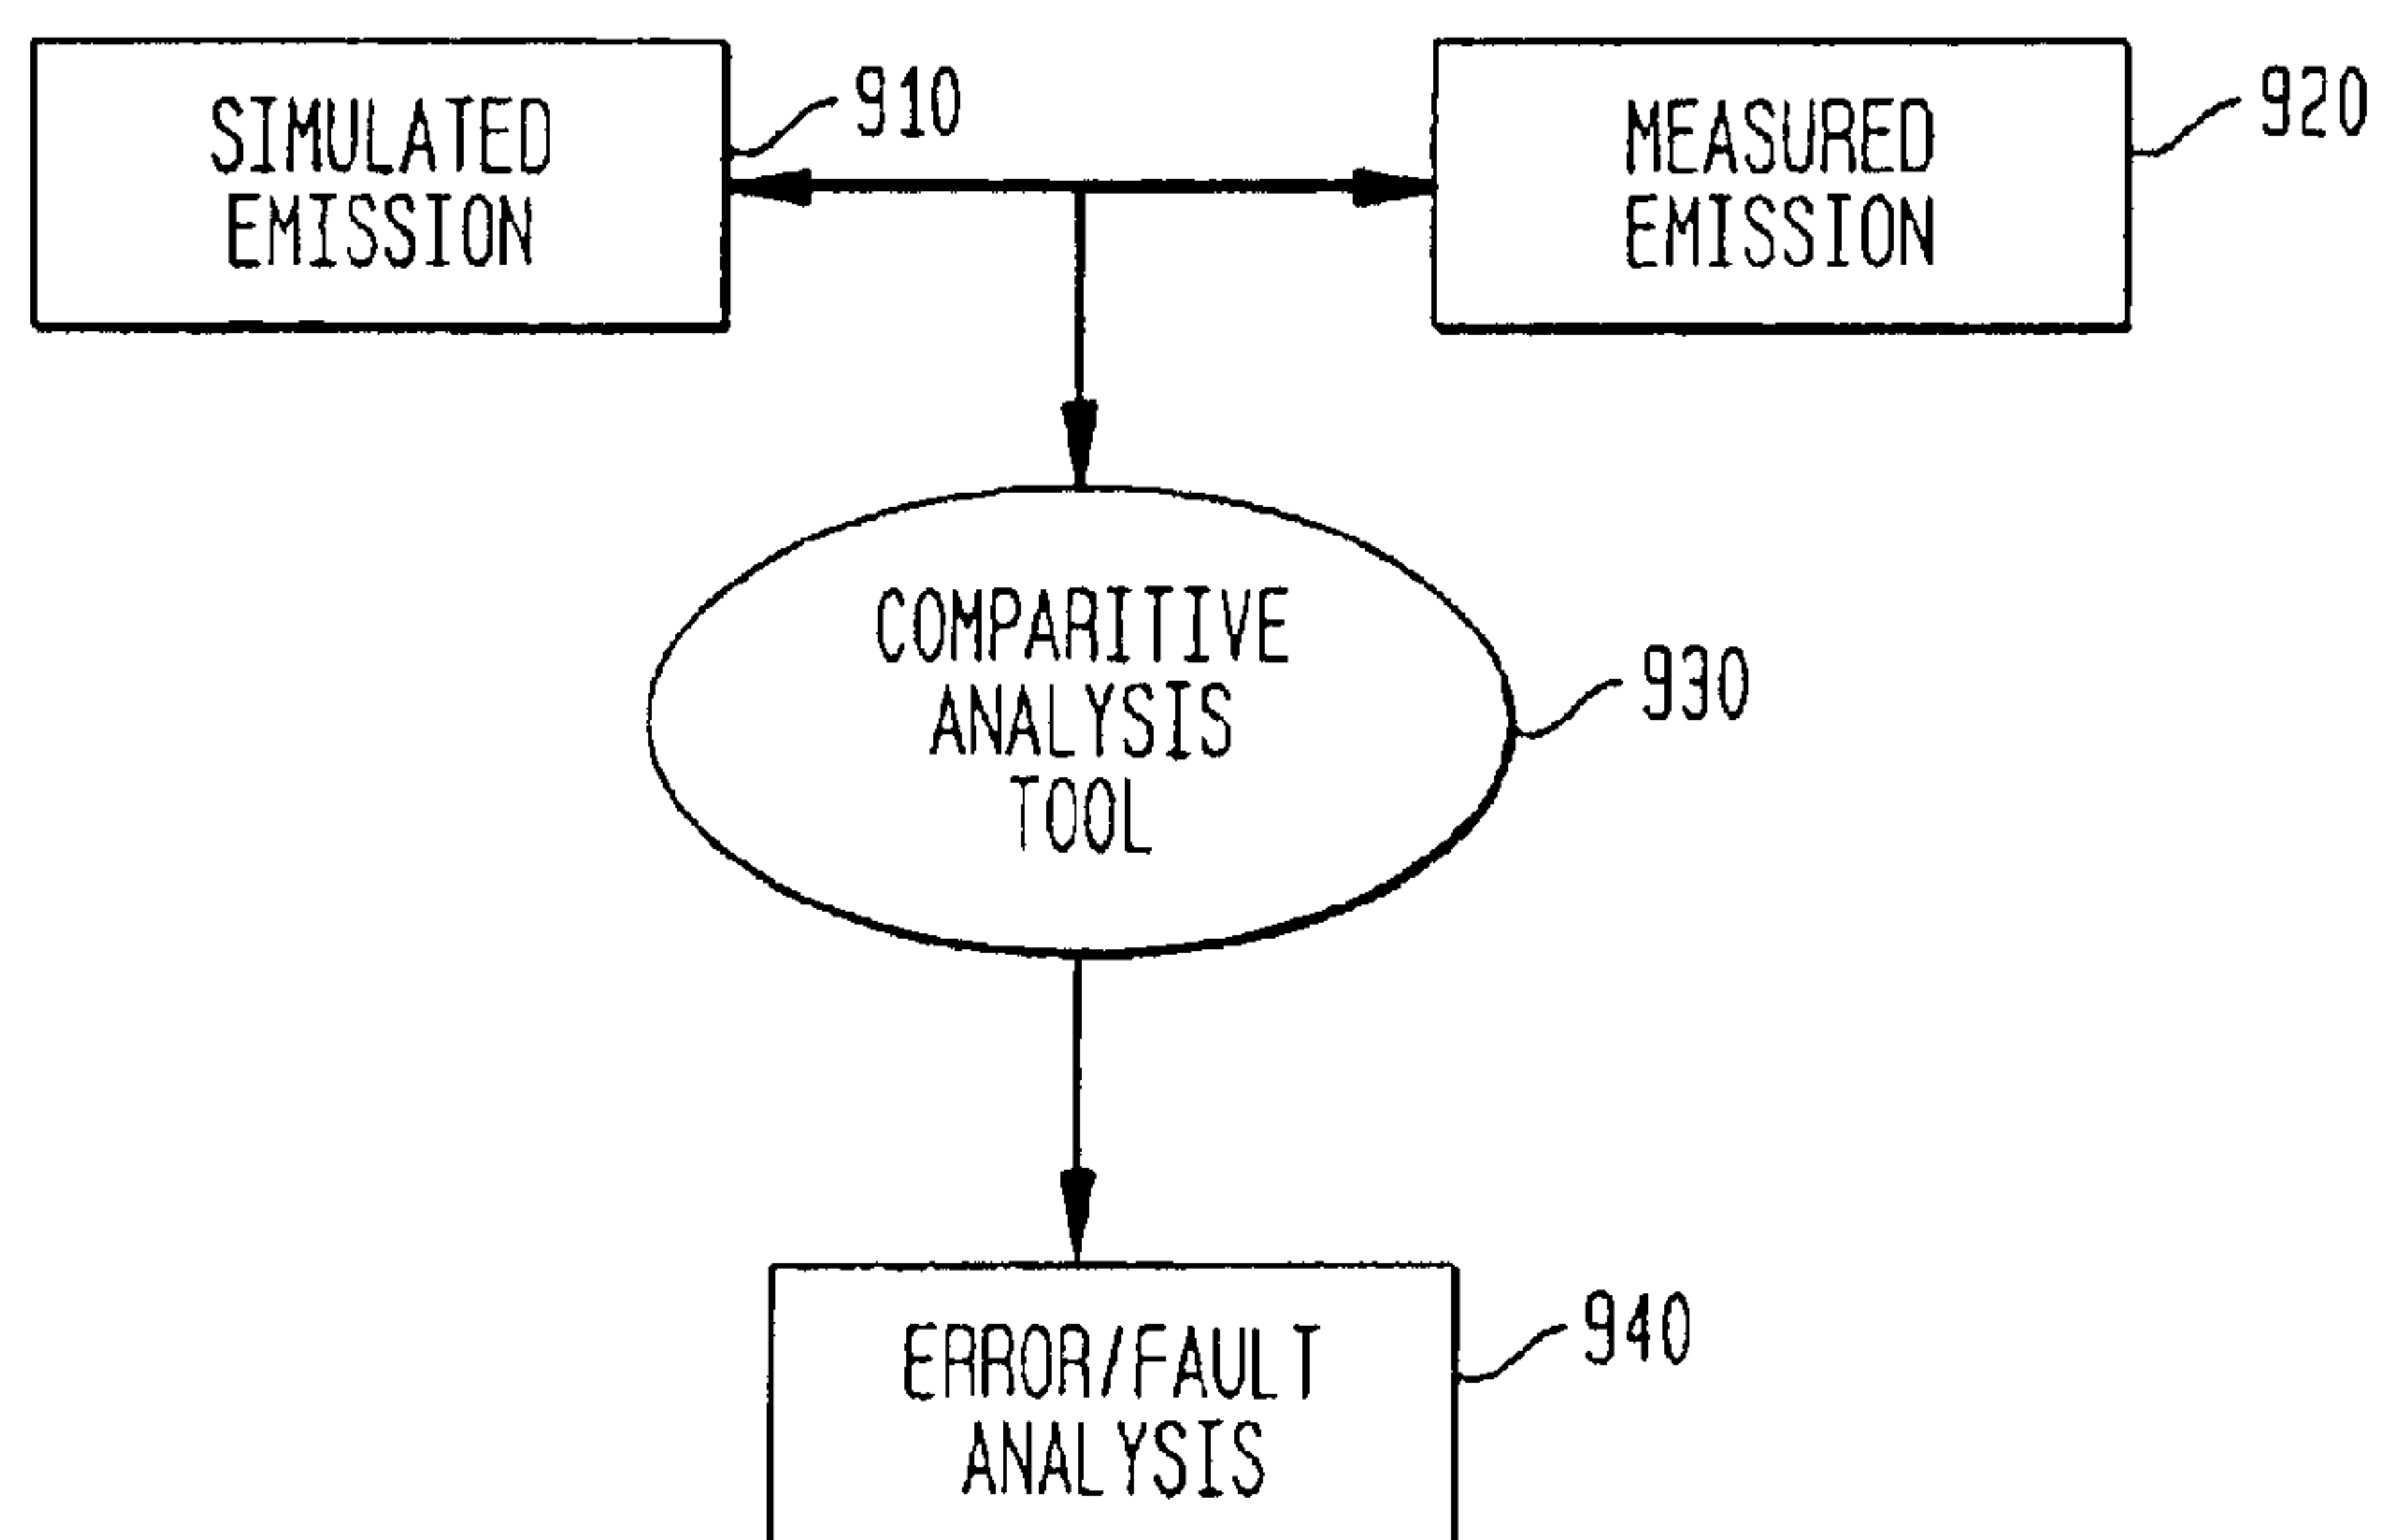 SIMULATED
EMISSION
910
MEASURED
EMISSION
920
COMPARITIVE
ANALYSIS
TOOL
930
ERROR/FAULT
ANALYSIS
940